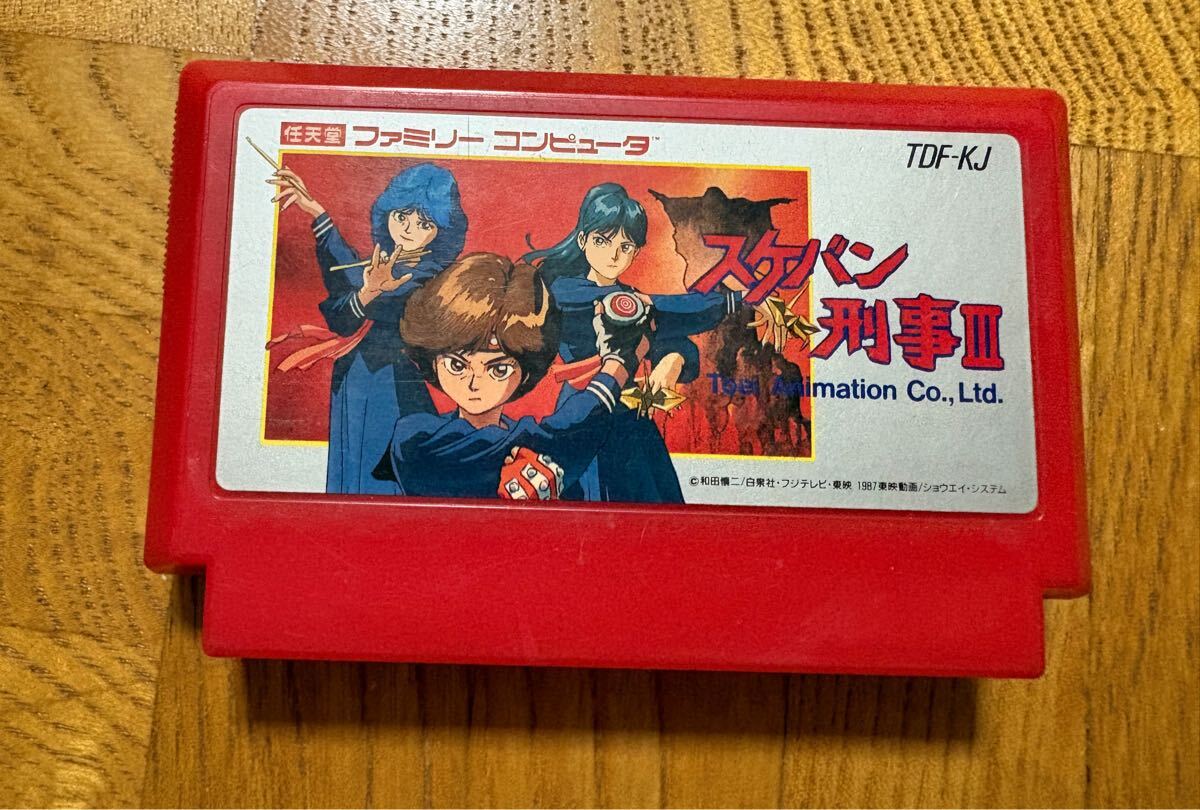 任天堂 ファミリー コンピュータ™
TDF-KJ
スケバン
刑事III
Toei Animation Co., Ltd.
©和田慎二/白泉社・フジテレビ・東映 1987東映動画/ショウエイ・システム